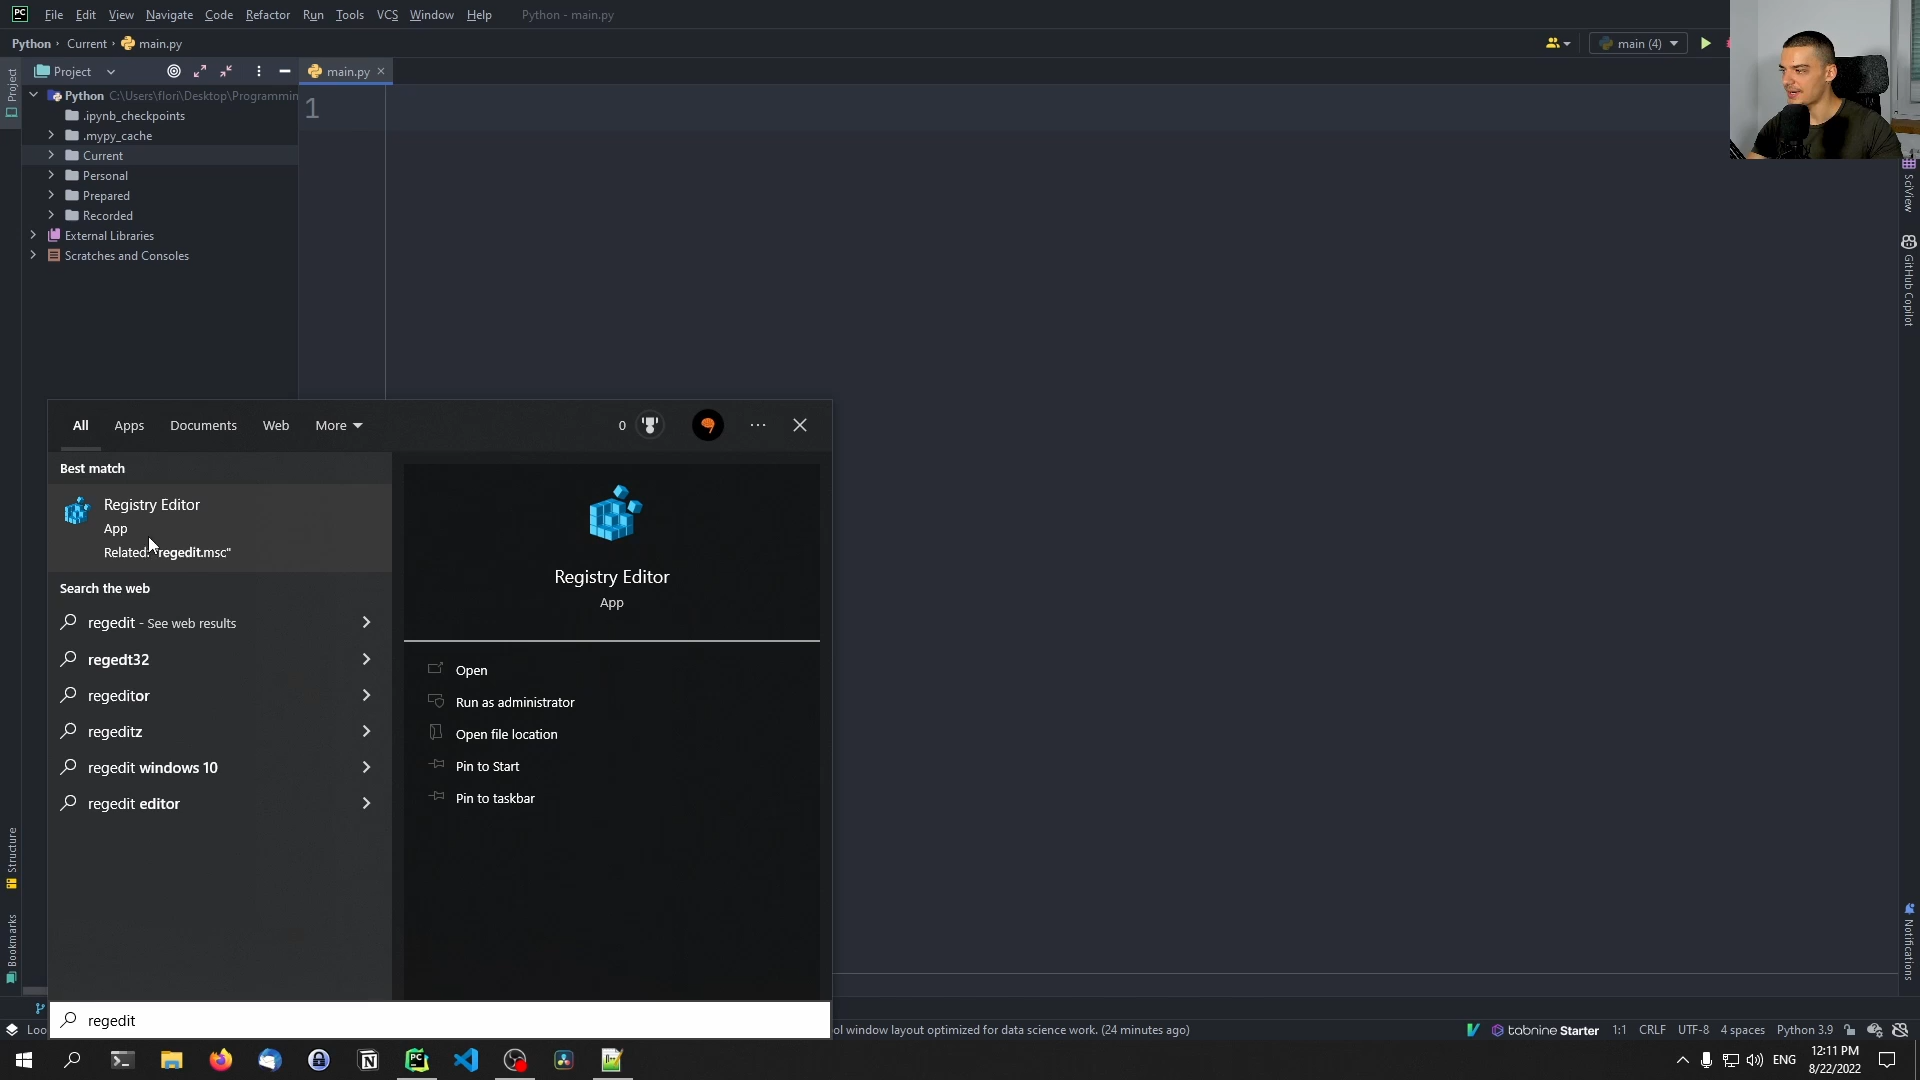 PC File Edit View Navigate Code Refactor Run Tools VCS Window Help Python - main.py
Python Current main.py main (4)
Project main.py
Project
Python C:\Users\flori\Desktop\Programmin
1
.ipynb_checkpoints
.mypy_cache
Current
Personal
Prepared
Recorded
External Libraries
Scratches and Consoles
SciView
GitHub Copilot
All Apps Documents Web More 0
Best match
Registry Editor
App
Related: "regedit.msc"
Search the web
regedit - See web results
regedt32
regeditor
regeditz
regedit windows 10
regedit editor
Registry Editor
App
Open
Run as administrator
Open file location
Pin to Start
Pin to taskbar
Structure
Bookmarks
Notifications
regedit
Loo
ol window layout optimized for data science work. (24 minutes ago) tabnine Starter 1:1 CRLF UTF-8 4 spaces Python 3.9
PC N ENG 12:11 PM
8/22/2022